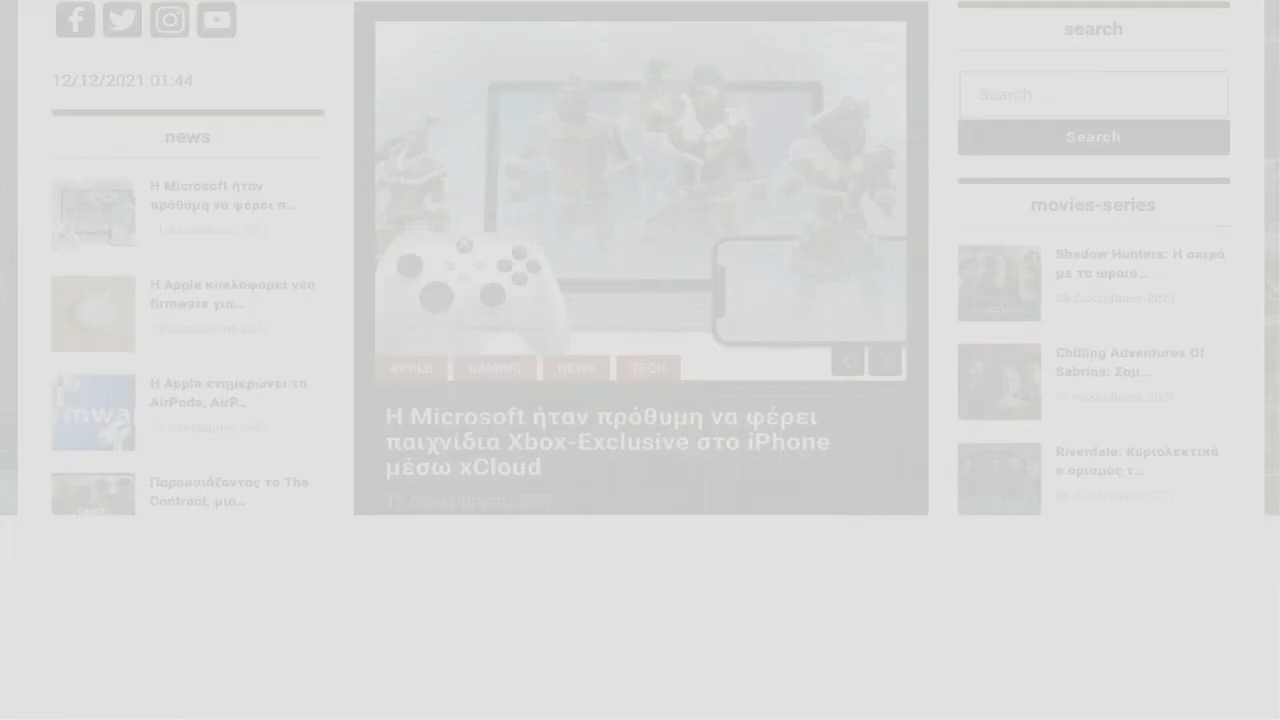 12/12/2021 01:44
news
Η Microsoft ήταν
πρόθυμη να φέρει π...
Η Apple κυκλοφορεί νέο
firmware για...
Η Apple ενημερώνει τα
AirPods, AirP...
Παρουσιάζοντας το The
Contrast, μια...
APPLE
GAMING
NEWS
TECH
Η Microsoft ήταν πρόθυμη να φέρει
παιχνίδια Xbox-Exclusive στο iPhone
μέσω xCloud
search
Search ...
Search
movies-series
Shadow Hunters: Η σειρά
με το ωραίο...
Chilling Adventures Of
Sabrina: Σαμ...
Riverdale: Κυριολεκτικά
ο ορισμός τ...